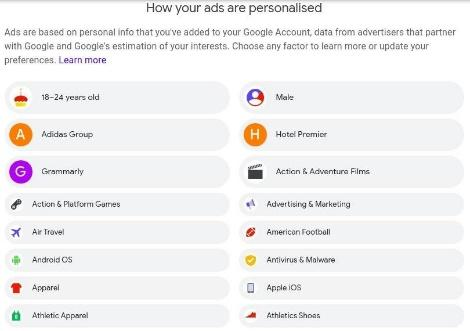 How your ads are personalised
Ads are based on personal info that you've added to your Google Account, data from advertisers that partner
with Google and Google's estimation of your interests. Choose any factor to learn more or update your
preferences. Learn more
18–24 years old
Male
A Adidas Group
H Hotel Premier
G Grammarly
Action & Adventure Films
Action & Platform Games
Advertising & Marketing
Air Travel
American Football
Android OS
Antivirus & Malware
Apparel
Apple iOS
Athletic Apparel
Athletics Shoes